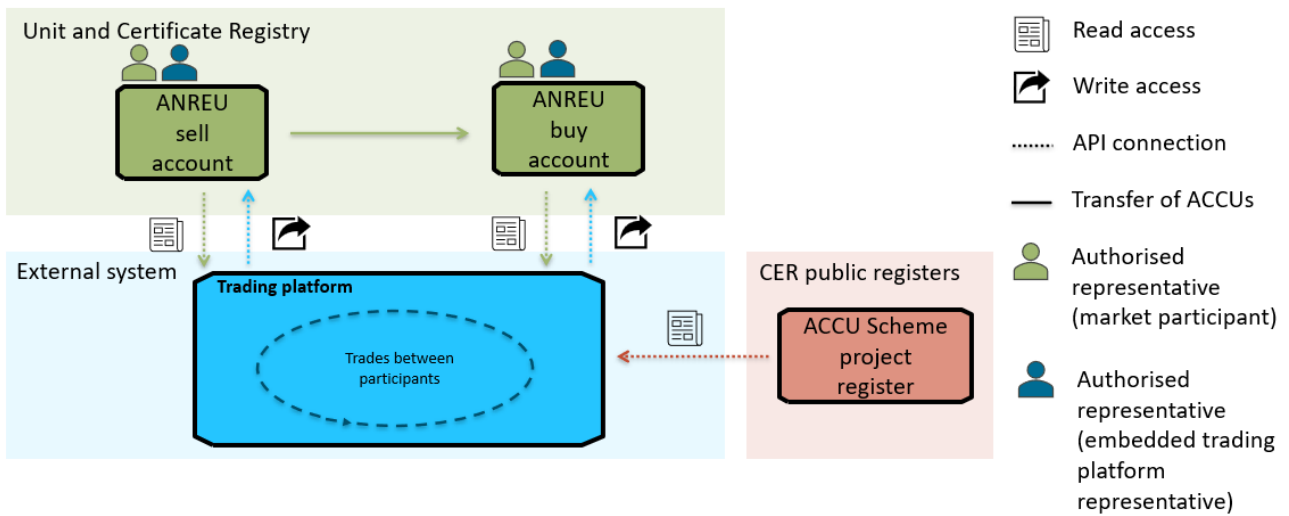 Unit and Certificate Registry
ANREU
sell
account
ANREU
buy
account
External system
Trading platform
Trades between
participants
CER public registers
ACCU Scheme
project
register
Read access
Write access
API connection
Transfer of ACCUs
Authorised
representative
(market participant)
Authorised
representative
(embedded trading
platform
representative)